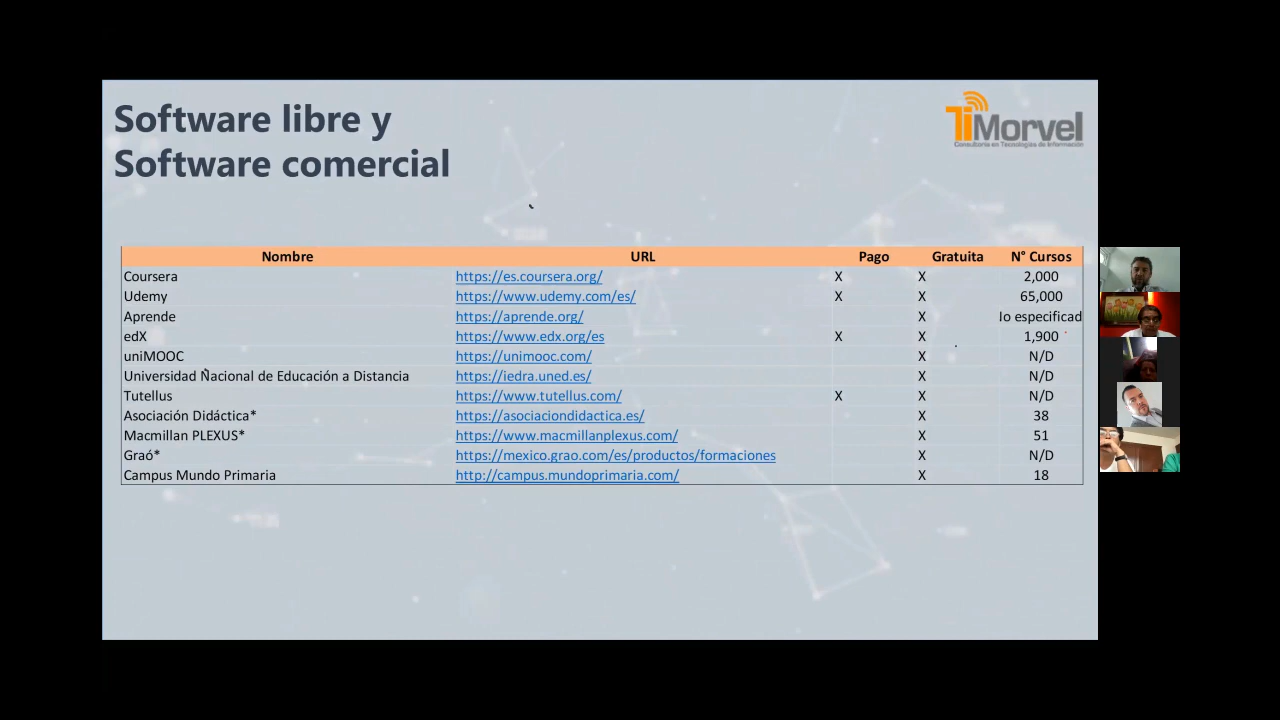 Software libre y
Software comercial
TiMorvel
Consultoría en Tecnologías de Información
Nombre URL Pago Gratuita N° Cursos
Coursera https://es.coursera.org/ X X 2,000
Udemy https://www.udemy.com/es/ X X 65,000
Aprende https://aprende.org/ X lo especificad
edX https://www.edx.org/es X X 1,900
uniMOOC https://unimooc.com/ X N/D
Universidad Nacional de Educación a Distancia https://iedra.uned.es/ X N/D
Tutellus https://www.tutellus.com/ X X N/D
Asociación Didáctica* https://asociaciondidactica.es/ X 38
Macmillan PLEXUS* https://www.macmillanplexus.com/ X 51
Graó* https://mexico.grao.com/es/productos/formaciones X N/D
Campus Mundo Primaria http://campus.mundoprimaria.com/ X 18